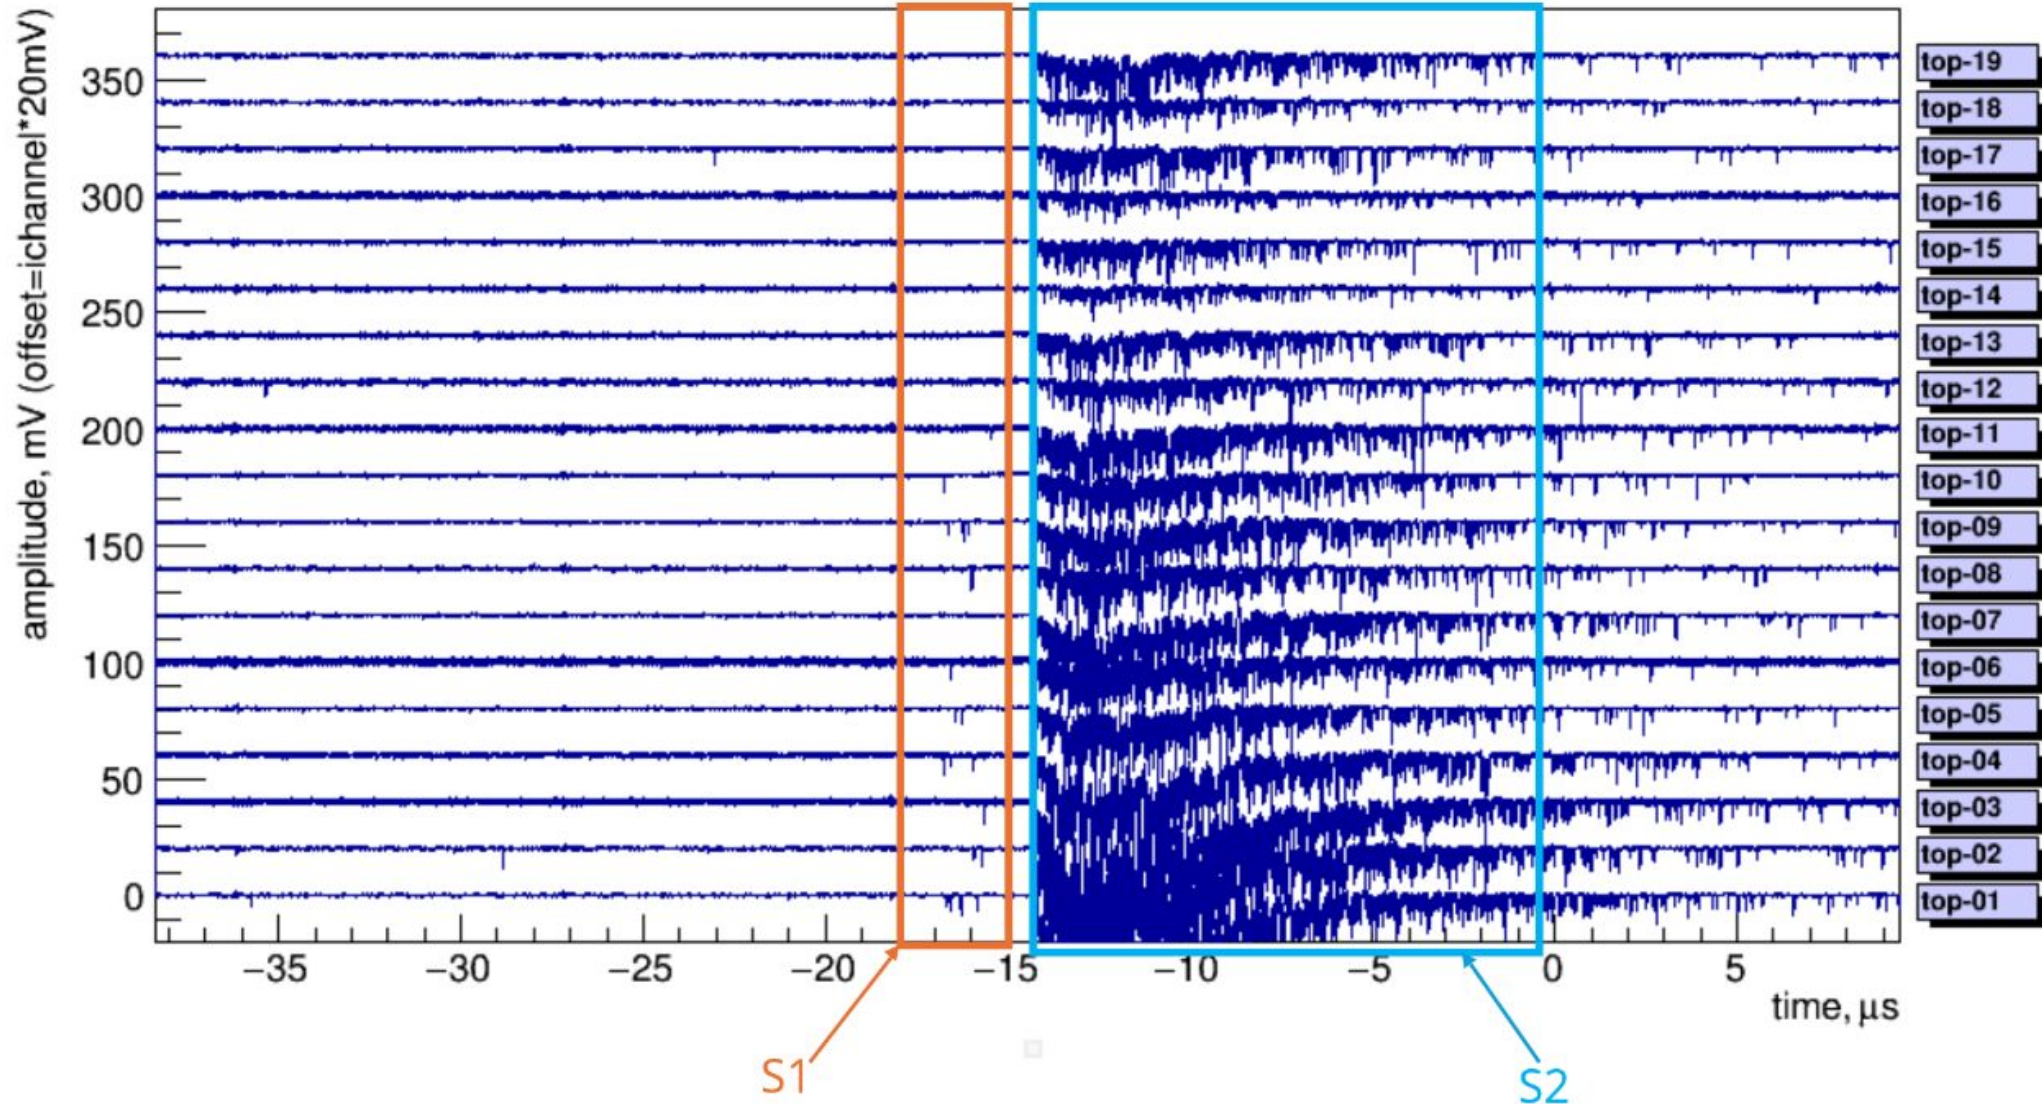 amplitude, mV (offset=ichannel*20mV)
350
300
250
200
150
100
50
0
−35
−30
−25
−20
−15
−10
−5
0
5
time, μs
top-19
top-18
top-17
top-16
top-15
top-14
top-13
top-12
top-11
top-10
top-09
top-08
top-07
top-06
top-05
top-04
top-03
top-02
top-01
S1
S2